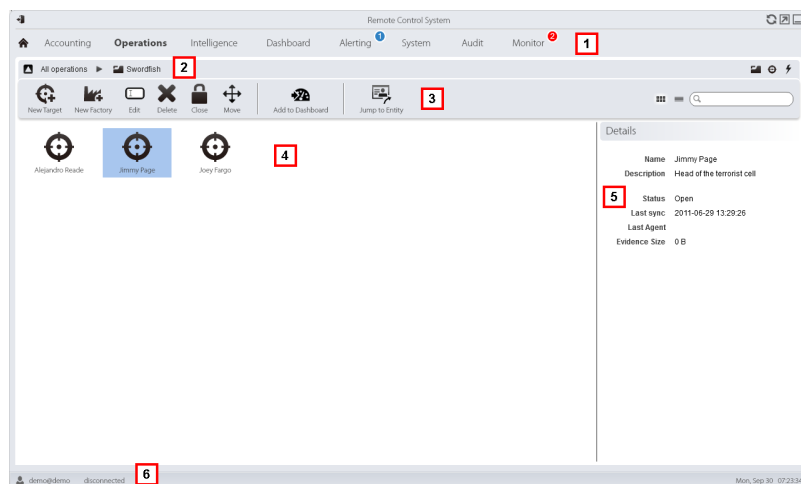 Remote Control System
Accounting Operations Intelligence Dashboard Alerting 1 System Audit Monitor 2 1
All operations Swordfish 2
New Target New Factory Edit Delete Close Move Add to Dashboard Jump to Entity 3
4
Alejandro Reade Jimmy Page Joey Fargo
Details
Name Jimmy Page
Description Head of the terrorist cell
5
Status Open
Last sync 2011-06-29 13:29:26
Last Agent
Evidence Size 0 B
demo@demo disconnected 6
Mon, Sep 30 07:23:34